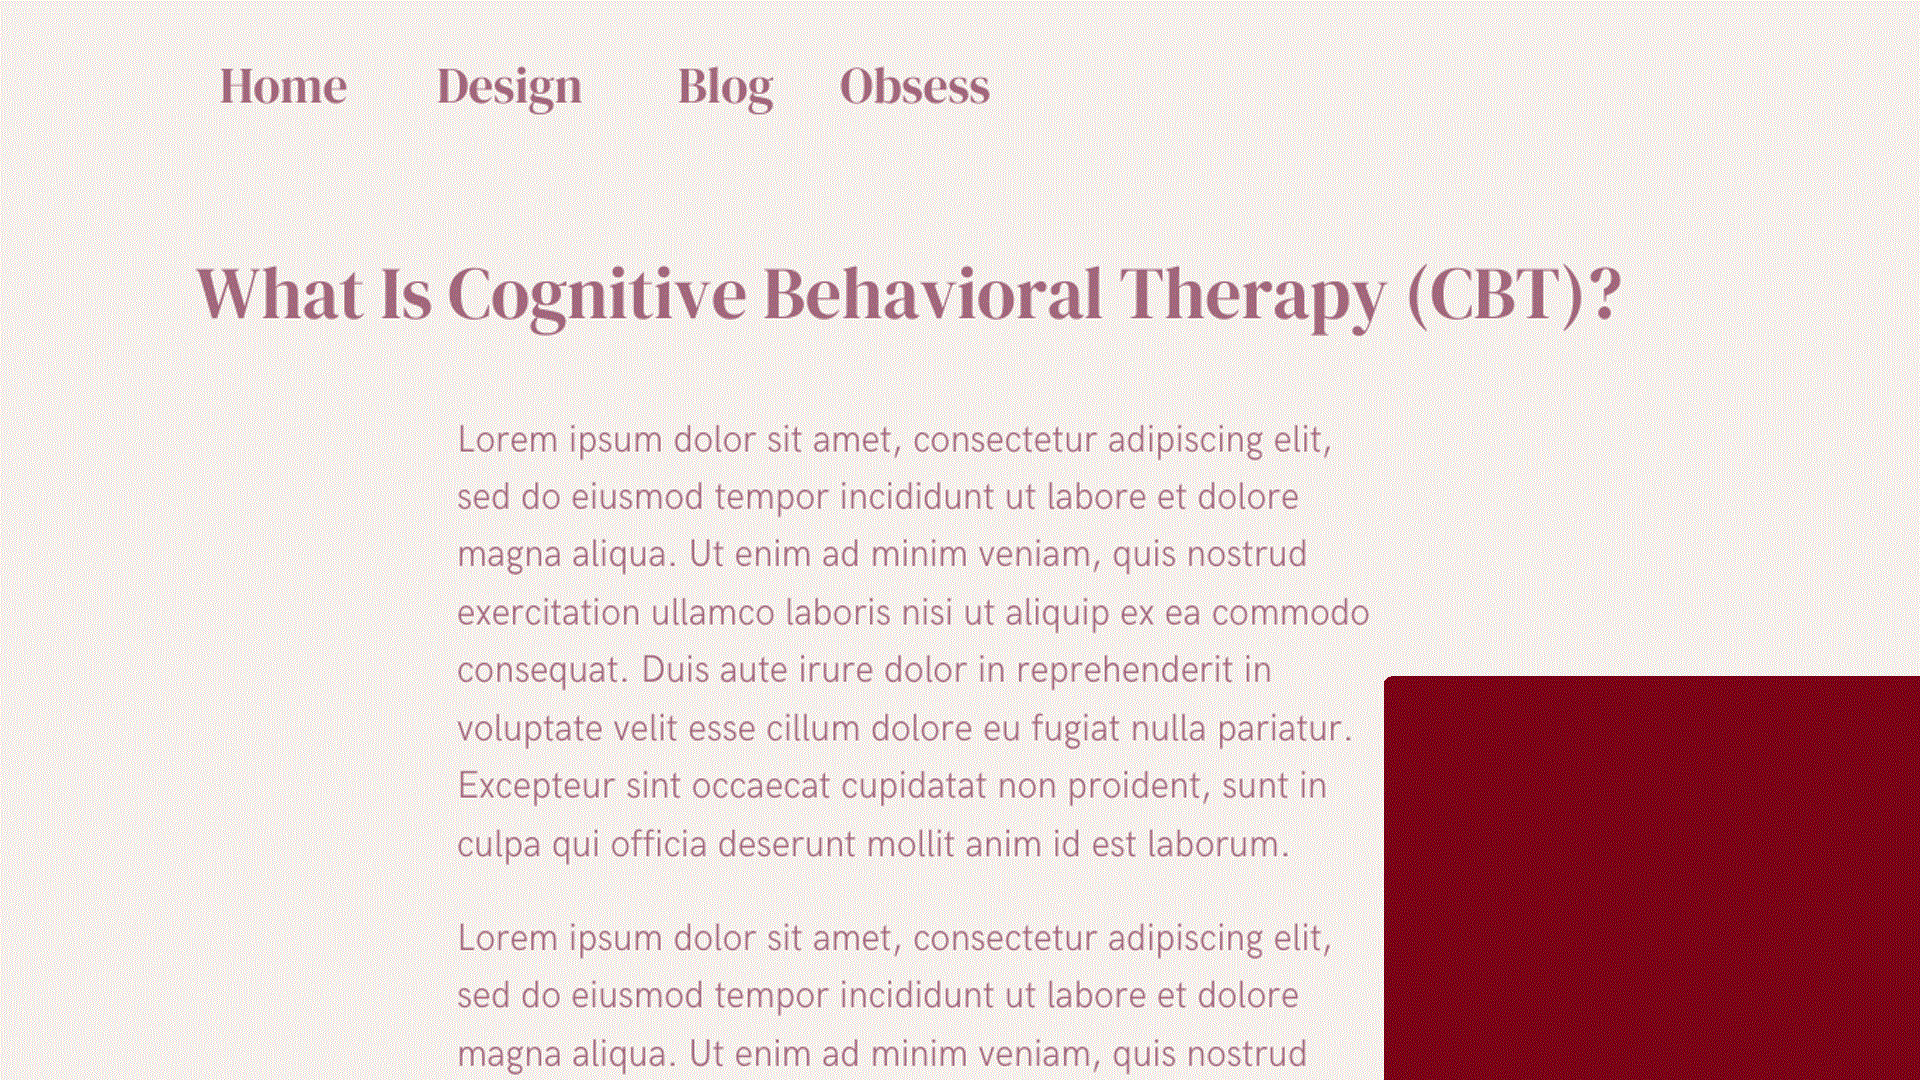 Home Design Blog Obsess
What Is Cognitive Behavioral Therapy (CBT)?
Lorem ipsum dolor sit amet, consectetur adipiscing elit,
sed do eiusmod tempor incididunt ut labore et dolore
magna aliqua. Ut enim ad minim veniam, quis nostrud
exercitation ullamco laboris nisi ut aliquip ex ea commodo
consequat. Duis aute irure dolor in reprehenderit in
voluptate velit esse cillum dolore eu fugiat nulla pariatur.
Excepteur sint occaecat cupidatat non proident, sunt in
culpa qui officia deserunt mollit anim id est laborum.
Lorem ipsum dolor sit amet, consectetur adipiscing elit,
sed do eiusmod tempor incididunt ut labore et dolore
magna aliqua. Ut enim ad minim veniam, quis nostrud